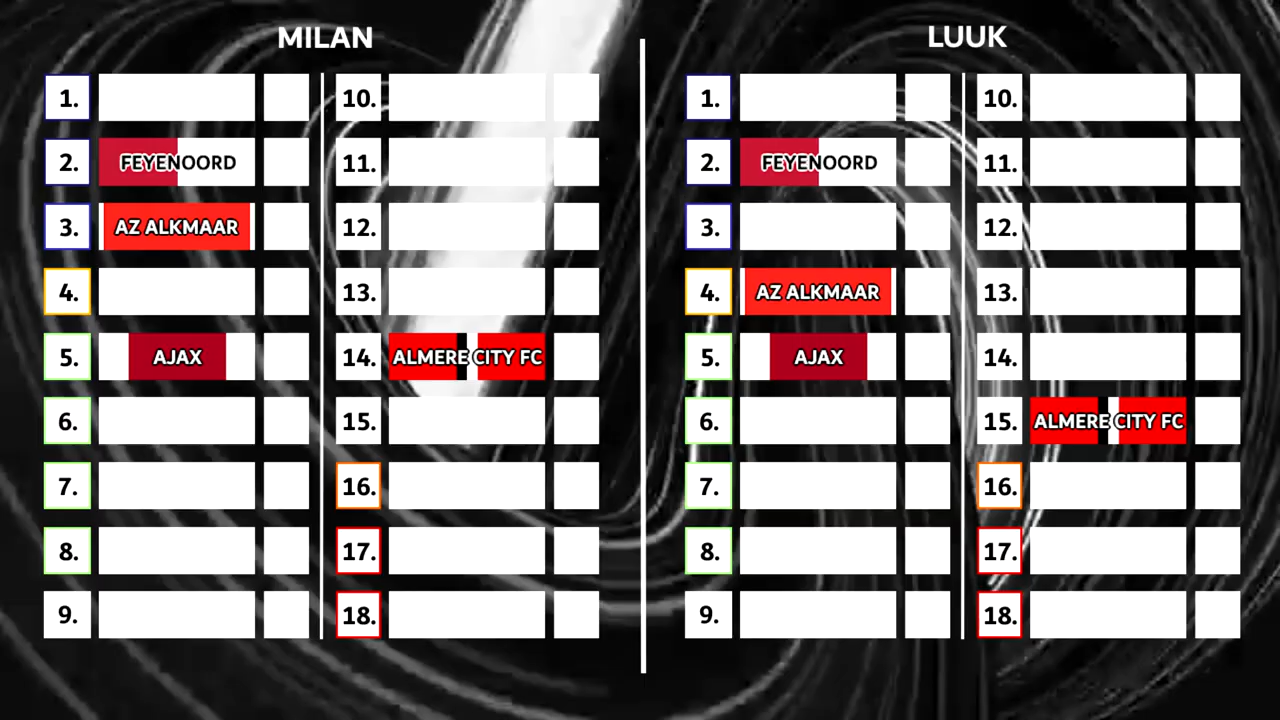 MILAN
1.
2. FEYENOORD
3. AZ ALKMAAR
4.
5. AJAX
6.
7.
8.
9.
10.
11.
12.
13.
14. ALMERE CITY FC
15.
16.
17.
18.
LUUK
1.
2. FEYENOORD
3.
4. AZ ALKMAAR
5. AJAX
6.
7.
8.
9.
10.
11.
12.
13.
14.
15. ALMERE CITY FC
16.
17.
18.